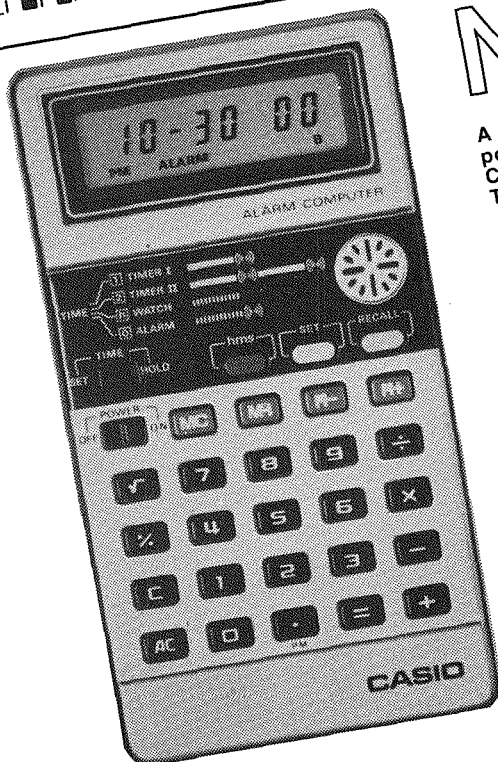 A
po
C
T
10-30 00
PM ALARM
ALARM COMPUTER
TIME
TIMER I
TIMER II
WATCH
ALARM
TIME
SET HOLD
hms SET RECALL
POWER
OFF ON MC MR M- M+
√ 7 8 9 ÷
% 4 5 6 ×
C 1 2 3 −
AC 0 · = +
PM
CASIO